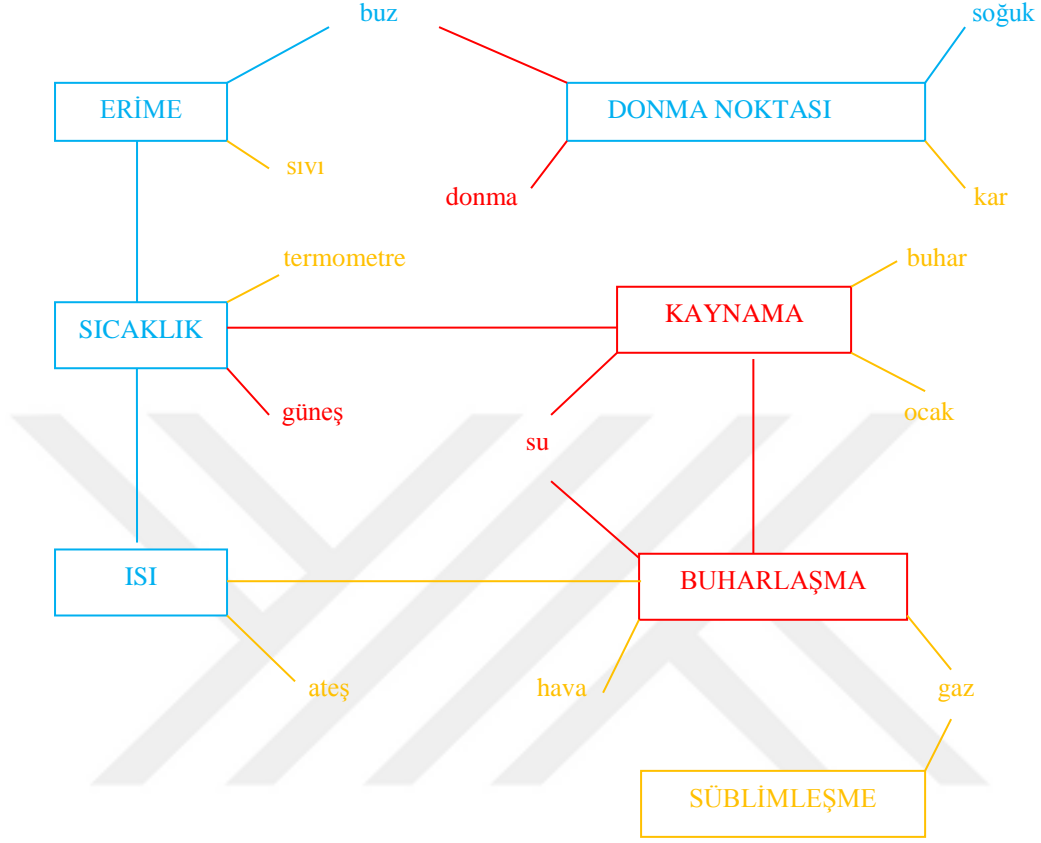 buz
soğuk
ERİME
DONMA NOKTASI
sıvı
donma
kar
termometre
buhar
SICAKLIK
KAYNAMA
güneş
ocak
su
ISI
BUHARLAŞMA
ateş
hava
gaz
SÜBLİMLEŞME